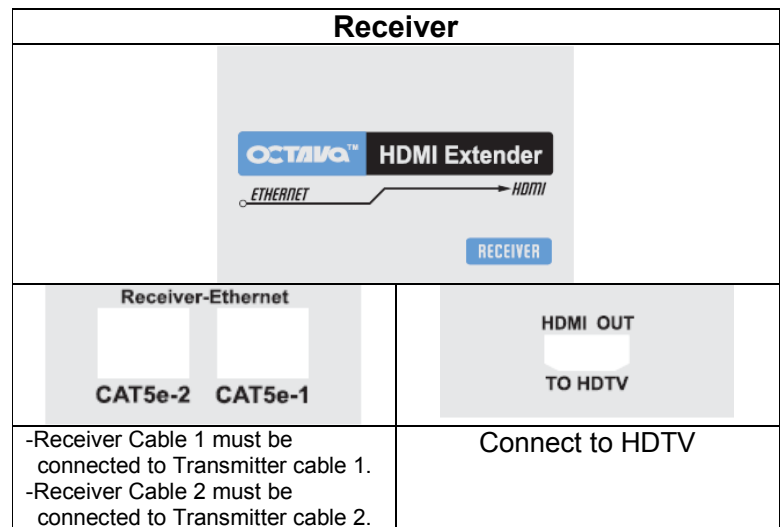 Receiver
OCTAVA™ HDMI Extender
ETHERNET HDMI
RECEIVER
Receiver-Ethernet
CAT5e-2 CAT5e-1
HDMI OUT
TO HDTV
-Receiver Cable 1 must be
connected to Transmitter cable 1.
-Receiver Cable 2 must be
connected to Transmitter cable 2.
Connect to HDTV